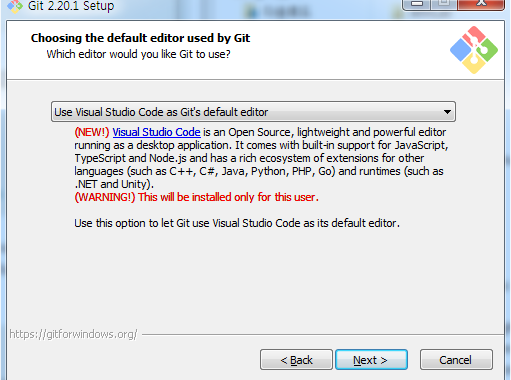 Git 2.20.1 Setup
Choosing the default editor used by Git
Which editor would you like Git to use?
Use Visual Studio Code as Git's default editor
(NEW!) Visual Studio Code is an Open Source, lightweight and powerful editor
running as a desktop application. It comes with built-in support for JavaScript,
TypeScript and Node.js and has a rich ecosystem of extensions for other
languages (such as C++, C#, Java, Python, PHP, Go) and runtimes (such as
.NET and Unity).
(WARNING!) This will be installed only for this user.
Use this option to let Git use Visual Studio Code as its default editor.
https://gitforwindows.org/
< Back
Next >
Cancel